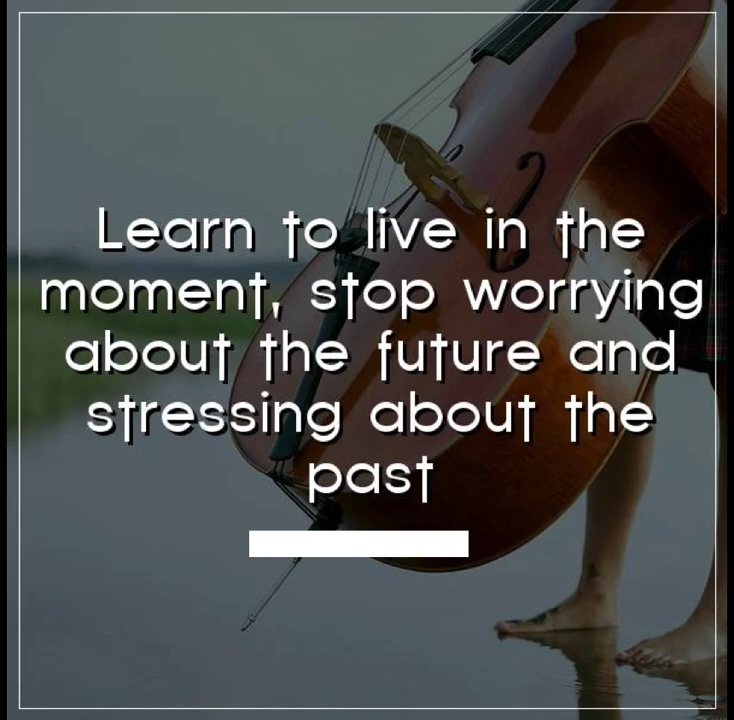 Learn to live in the
moment, stop worrying
about the future and
stressing about the
past